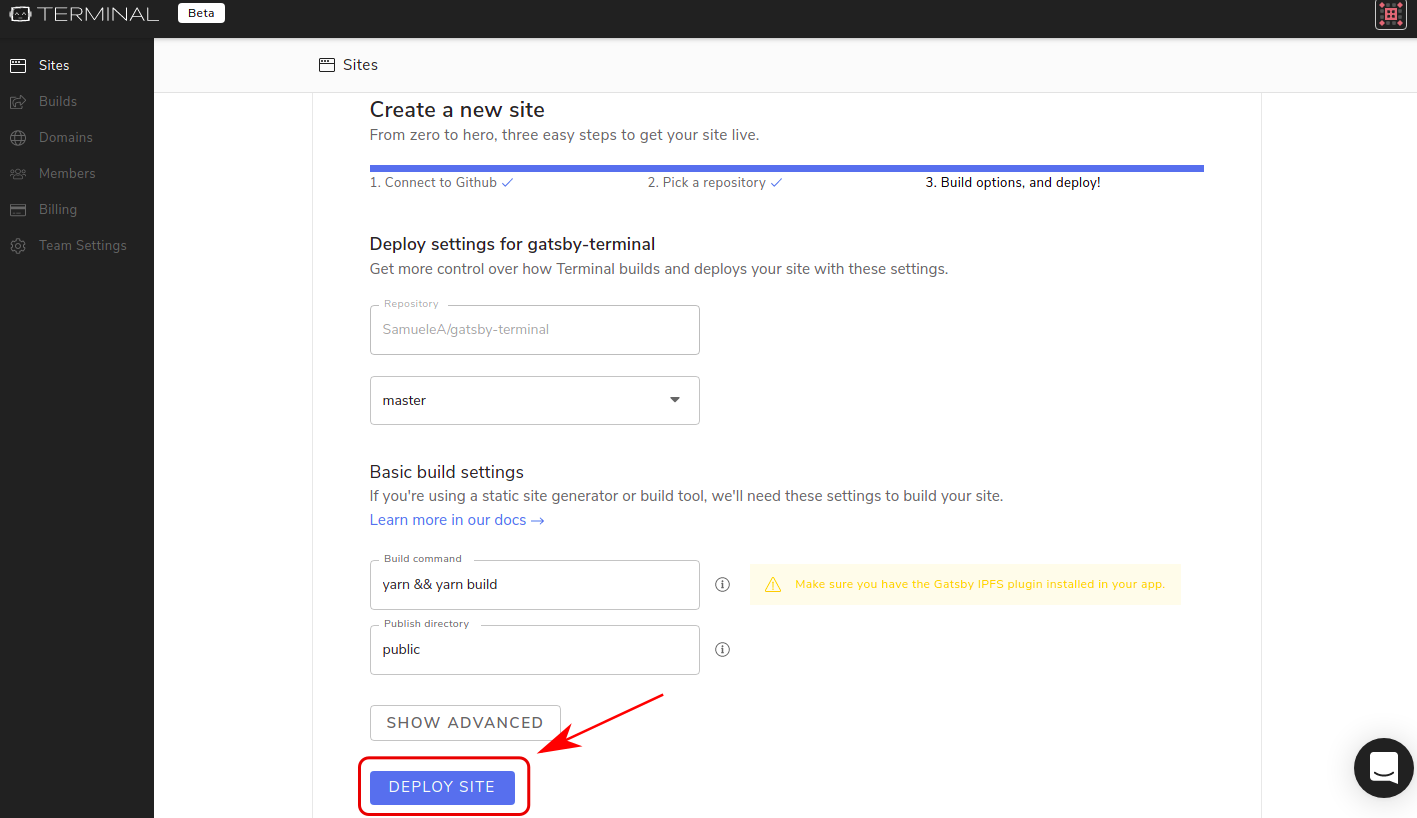 TERMINAL Beta
Sites
Builds
Domains
Members
Billing
Team Settings
Sites
Create a new site
From zero to hero, three easy steps to get your site live.
1. Connect to Github
2. Pick a repository
3. Build options, and deploy!
Deploy settings for gatsby-terminal
Get more control over how Terminal builds and deploys your site with these settings.
Repository
SamueleA/gatsby-terminal
master
Basic build settings
If you're using a static site generator or build tool, we'll need these settings to build your site.
Learn more in our docs →
Build command
yarn && yarn build
Make sure you have the Gatsby IPFS plugin installed in your app.
Publish directory
public
SHOW ADVANCED
DEPLOY SITE